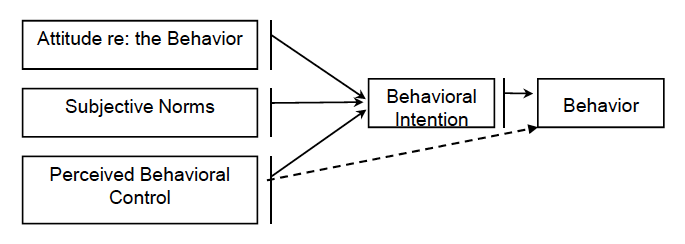 Attitude re: the Behavior
Subjective Norms
Perceived Behavioral
Control
Behavioral
Intention
Behavior